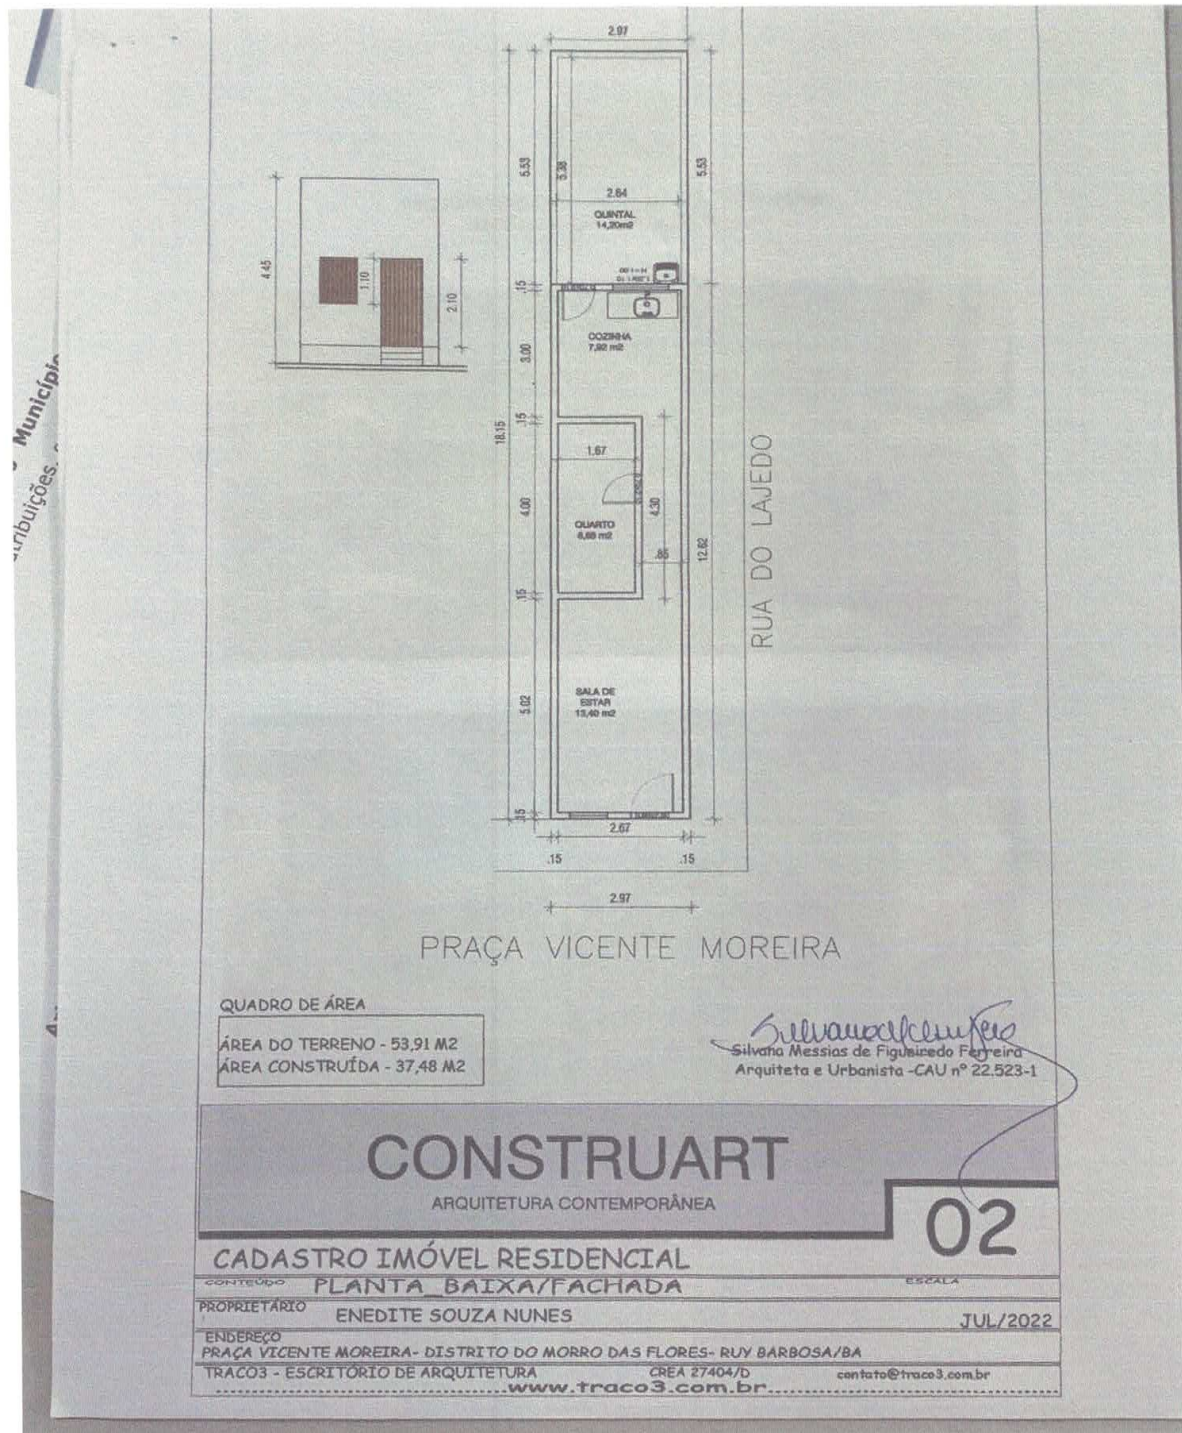 Município
2.97
5.53
5.38
5.53
2.64
QUINTAL
14,20m2
4.45
1.10
2.10
.15
COZINHA
7,92 m2
3.00
.15
18.15
1.67
4.00
QUARTO
6,68 m2
4.30
.85
12.62
RUA DO LAJEDO
.15
SALA DE
ESTAR
13,40 m2
5.02
.15
2.67
.15
.15
2.97
PRAÇA VICENTE MOREIRA
QUADRO DE ÁREA
ÁREA DO TERRENO - 53,91 M2
ÁREA CONSTRUÍDA - 37,48 M2
Silvana Messias de Figueiredo Ferreira
Arquiteta e Urbanista -CAU nº 22.523-1
CONSTRUART
ARQUITETURA CONTEMPORÂNEA
02
CADASTRO IMÓVEL RESIDENCIAL
CONTEÚDO PLANTA_BAIXA/FACHADA ESCALA
PROPRIETÁRIO ENEDITE SOUZA NUNES JUL/2022
ENDEREÇO
PRAÇA VICENTE MOREIRA- DISTRITO DO MORRO DAS FLORES- RUY BARBOSA/BA
TRACO3 - ESCRITÓRIO DE ARQUITETURA CREA 27404/D contato@traco3.com.br
www.traco3.com.br